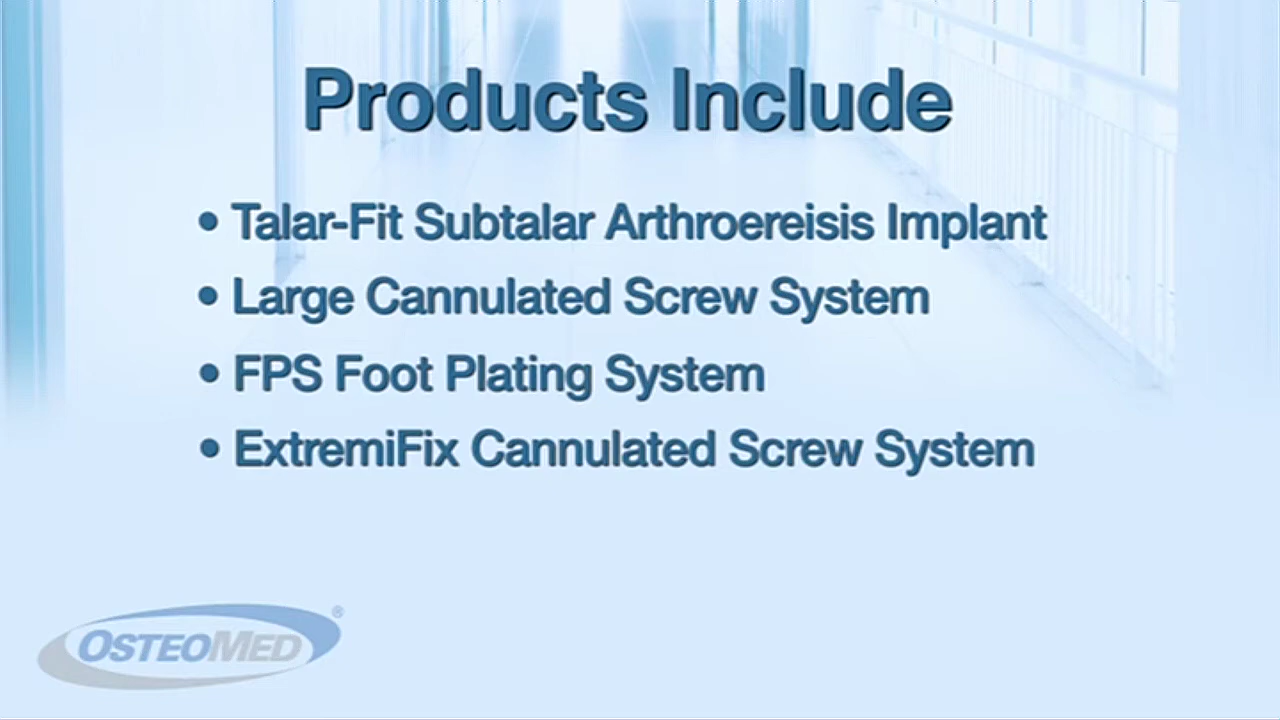 Products Include
• Talar-Fit Subtalar Arthroereisis Implant
• Large Cannulated Screw System
• FPS Foot Plating System
• ExtremiFix Cannulated Screw System
OSTEOMED®